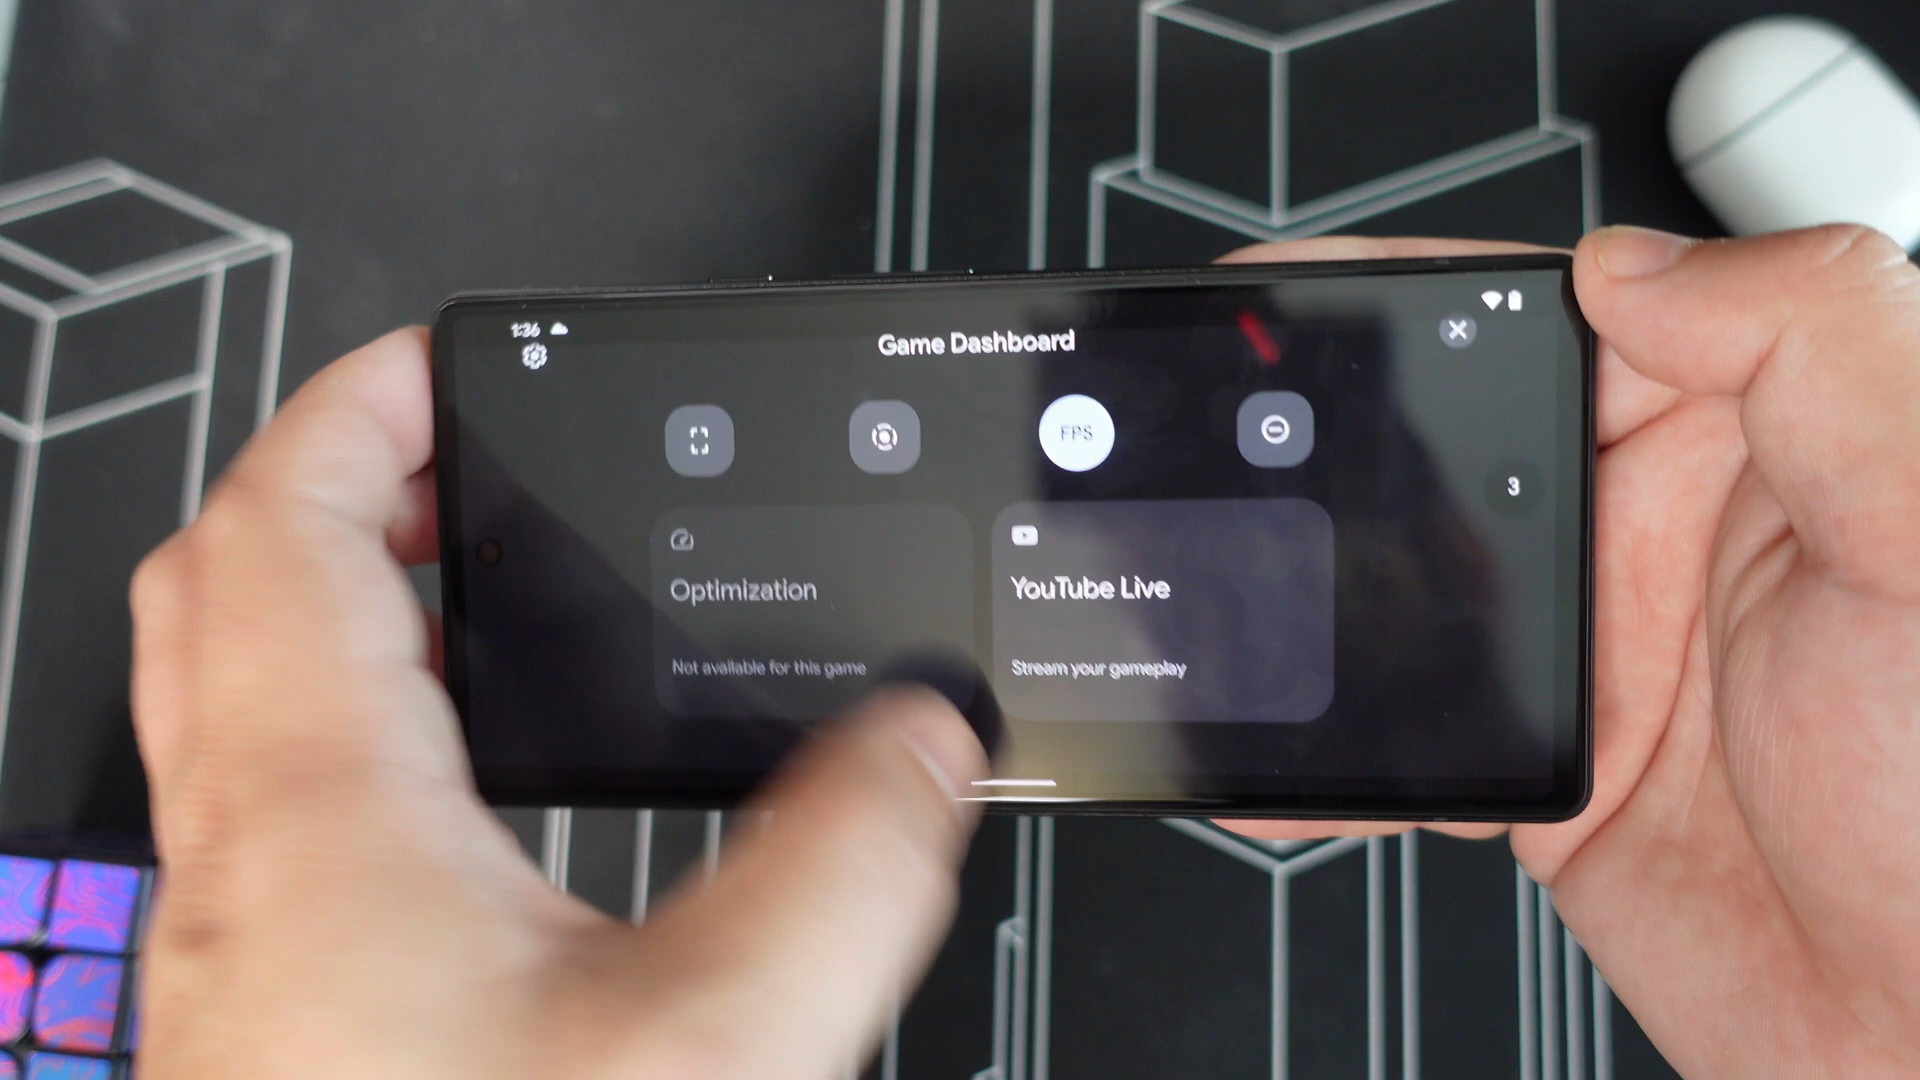 1:36
Game Dashboard
FPS
3
Optimization
YouTube Live
Not available for this game
Stream your gameplay